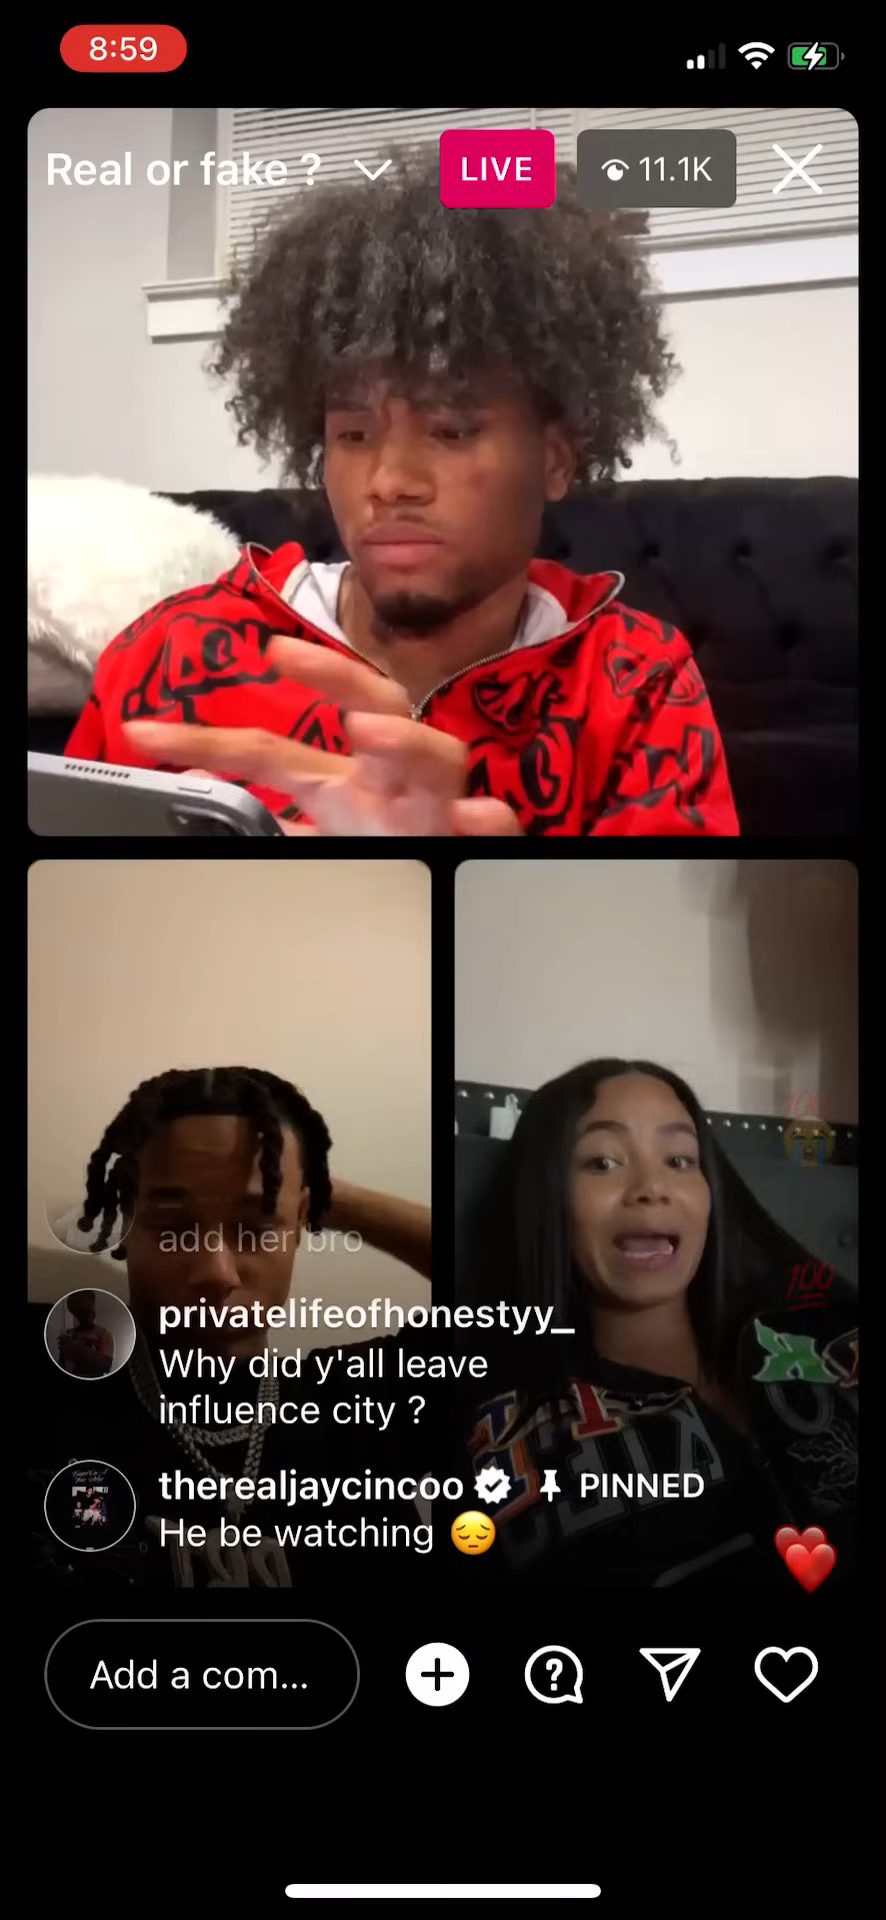 8:59
Real or fake ?
LIVE
11.1K
add her bro
privatelifeofhonestyy_
Why did y'all leave
influence city ?
therealjaycincoo PINNED
He be watching 😔
Add a com...